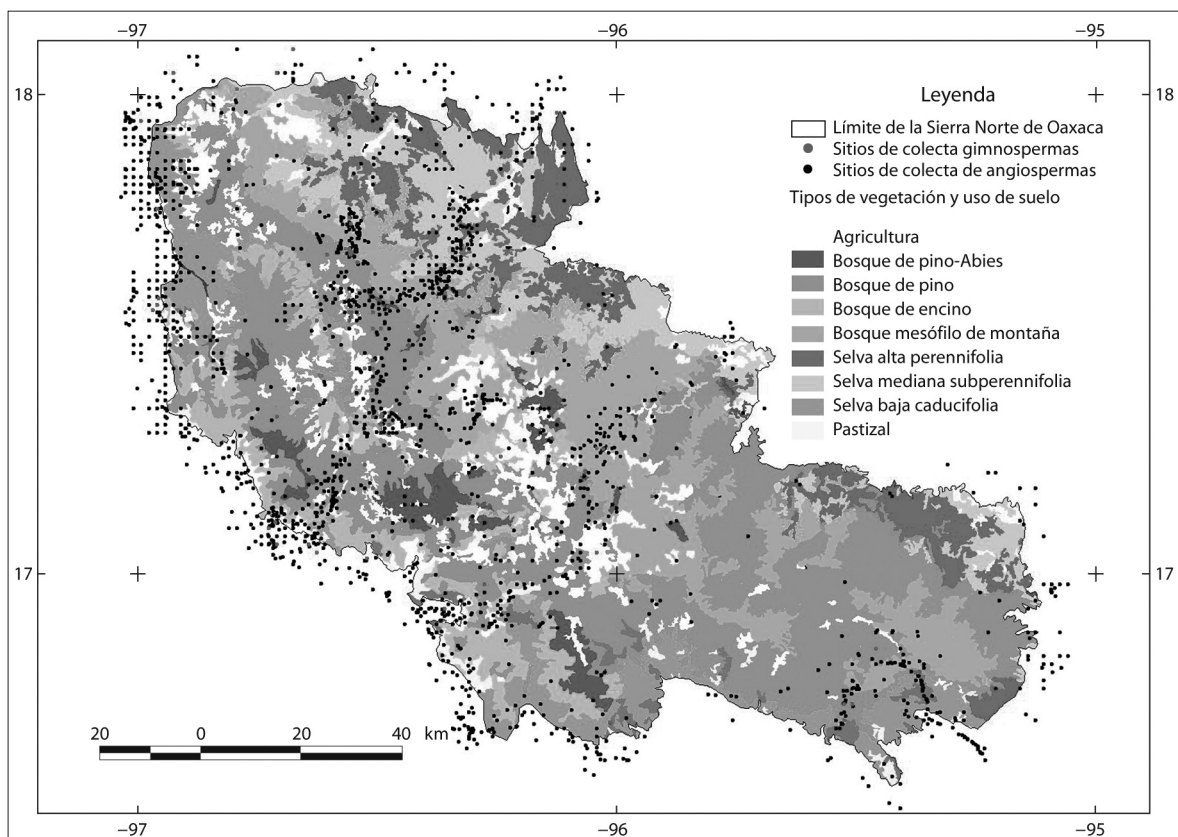 −97 −96 −95
18 18
Leyenda
Límite de la Sierra Norte de Oaxaca
Sitios de colecta gimnospermas
Sitios de colecta de angiospermas
Tipos de vegetación y uso de suelo
Agricultura
Bosque de pino-Abies
Bosque de pino
Bosque de encino
Bosque mesófilo de montaña
Selva alta perennifolia
Selva mediana subperennifolia
Selva baja caducifolia
Pastizal
17 17
20 0 20 40 km
−97 −96 −95